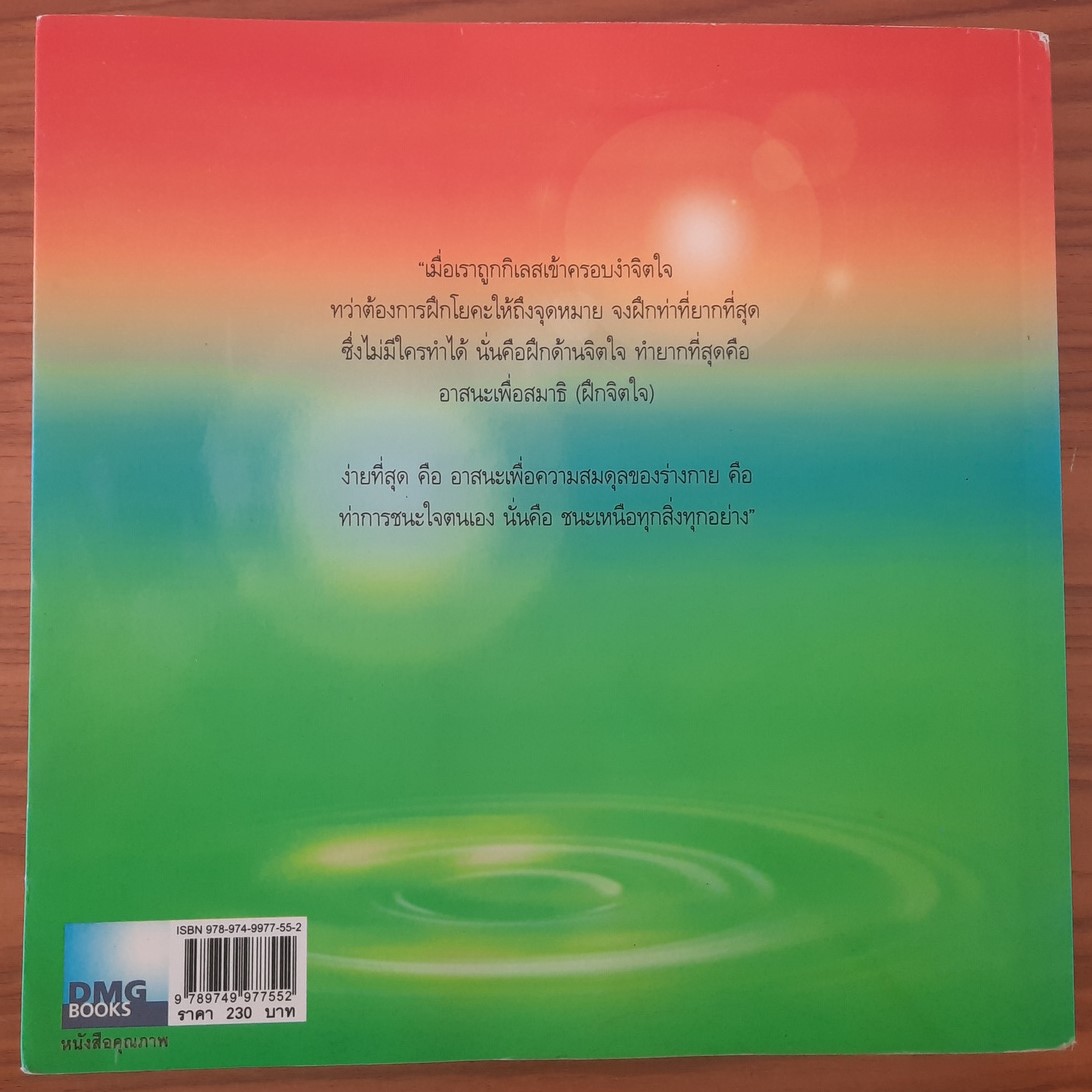 “เมื่อเราถูกกิเลสเข้าครอบงำจิตใจ
ทว่าต้องการฝึกโยคะให้ถึงจุดหมาย จงฝึกท่าที่ยากที่สุด
ซึ่งไม่มีใครทำได้ นั่นคือฝึกด้านจิตใจ ทำยากที่สุดคือ
อาสนะเพื่อสมาธิ (ฝึกจิตใจ)
ง่ายที่สุด คือ อาสนะเพื่อความสมดุลของร่างกาย คือ
ท่าการชนะใจตนเอง นั่นคือ ชนะเหนือทุกสิ่งทุกอย่าง”
ISBN 978-974-9977-55-2
9 789749 977552
ราคา 230 บาท
DMG
BOOKS
หนังสือคุณภาพ